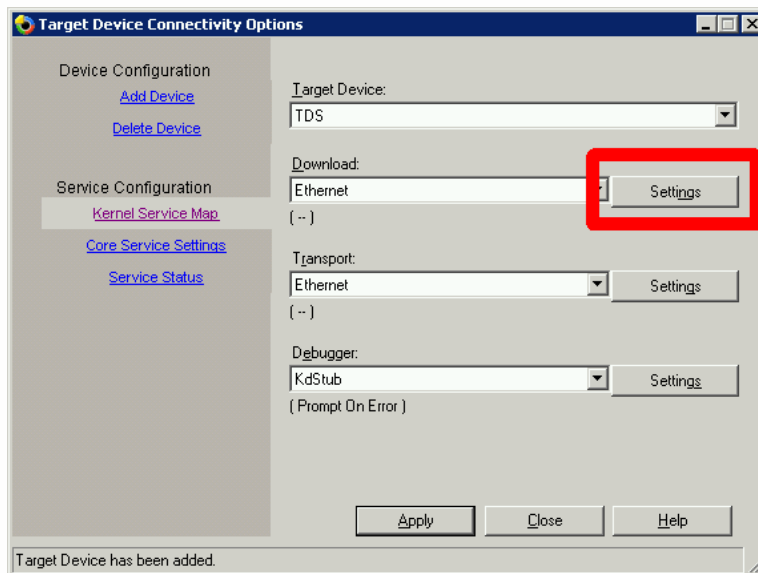 Target Device Connectivity Options
Device Configuration
Add Device
Delete Device
Service Configuration
Kernel Service Map
Core Service Settings
Service Status
Target Device:
TDS
Download:
Ethernet
Settings
( -- )
Transport:
Ethernet
Settings
( -- )
Debugger:
KdStub
Settings
( Prompt On Error )
Apply
Close
Help
Target Device has been added.